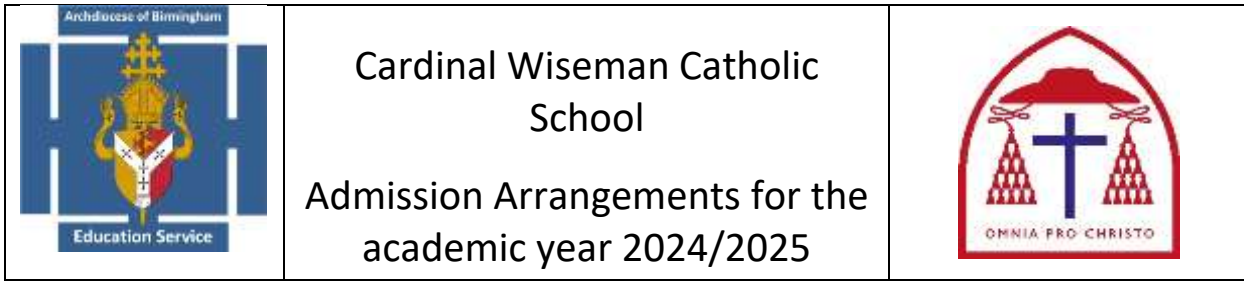 Archdiocese of Birmingham
Education Service
Cardinal Wiseman Catholic
School
Admission Arrangements for the
academic year 2024/2025
OMNIA PRO CHRISTO